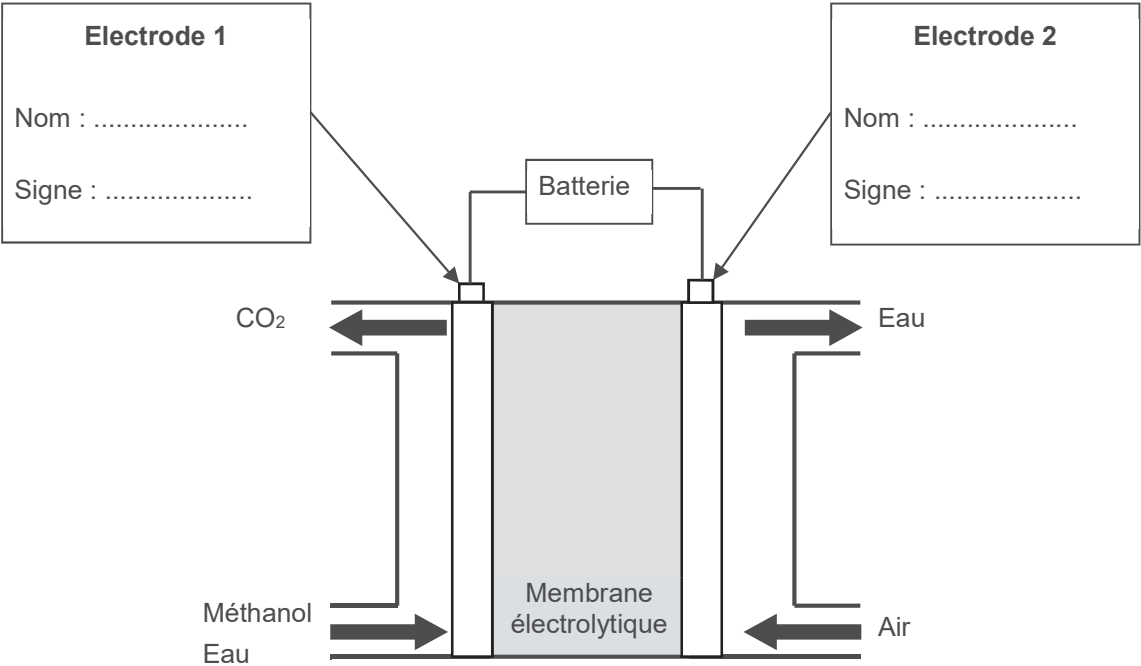 Electrode 1
Nom : .....................
Signe : ....................
Electrode 2
Nom : .....................
Signe : ....................
Batterie
CO₂
Eau
Membrane
électrolytique
Méthanol
Eau
Air